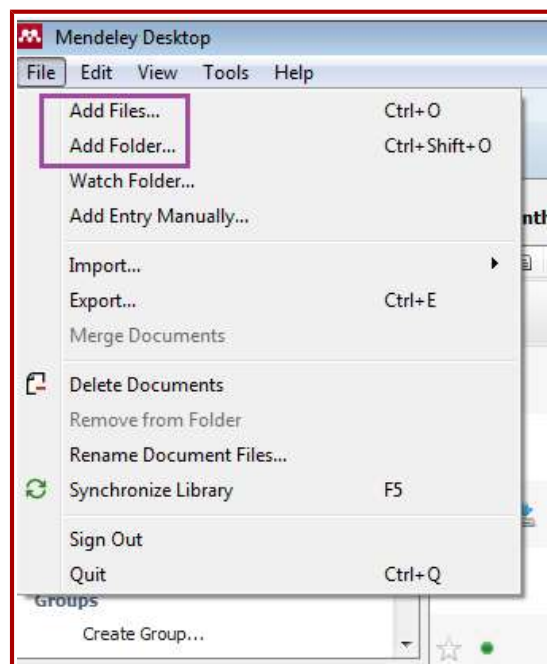 Mendeley Desktop
File Edit View Tools Help
Add Files... Ctrl+O
Add Folder... Ctrl+Shift+O
Watch Folder...
Add Entry Manually...
Import...
Export... Ctrl+E
Merge Documents
Delete Documents
Remove from Folder
Rename Document Files...
Synchronize Library F5
Sign Out
Quit Ctrl+Q
Groups
Create Group...